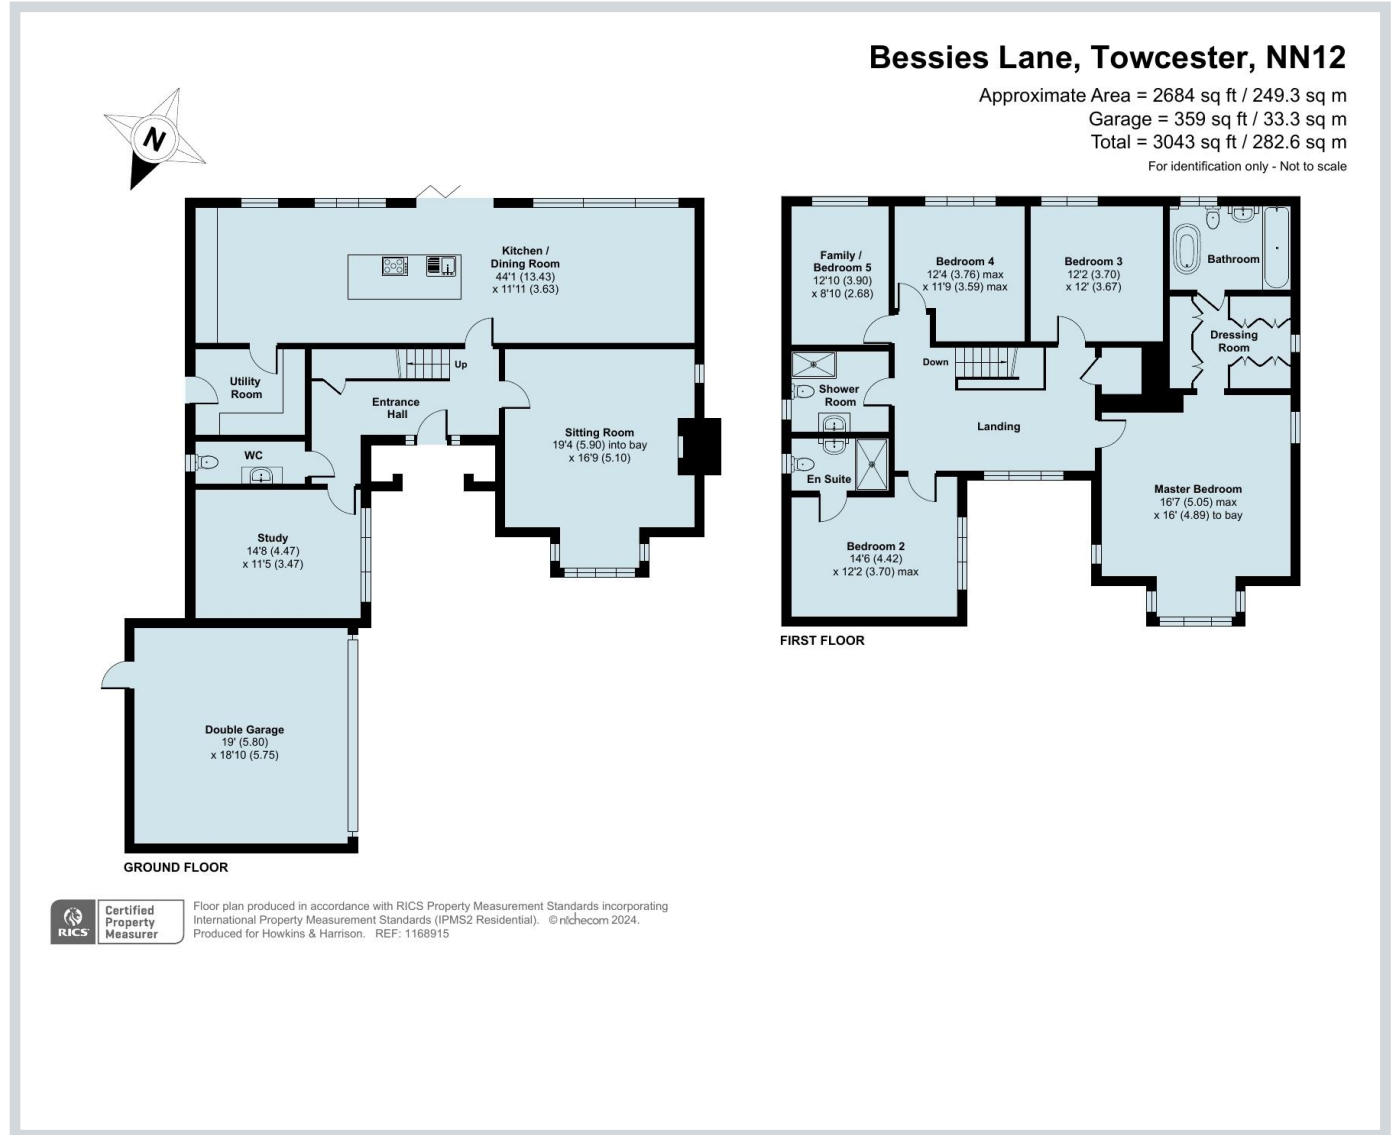 Bessies Lane, Towcester, NN12
Approximate Area = 2684 sq ft / 249.3 sq m
Garage = 359 sq ft / 33.3 sq m
Total = 3043 sq ft / 282.6 sq m
For identification only - Not to scale
N
Kitchen /
Dining Room
44'1 (13.43)
x 11'11 (3.63)
Utility
Room
Up
Entrance
Hall
Sitting Room
19'4 (5.90) into bay
x 16'9 (5.10)
WC
Study
14'8 (4.47)
x 11'5 (3.47)
Double Garage
19' (5.80)
x 18'10 (5.75)
GROUND FLOOR
Family /
Bedroom 5
12'10 (3.90)
x 8'10 (2.68)
Bedroom 4
12'4 (3.76) max
x 11'9 (3.59) max
Bedroom 3
12'2 (3.70)
x 12' (3.67)
Bathroom
Dressing
Room
Down
Shower
Room
Landing
En Suite
Master Bedroom
16'7 (5.05) max
x 16' (4.89) to bay
Bedroom 2
14'6 (4.42)
x 12'2 (3.70) max
FIRST FLOOR
RICS
Certified
Property
Measurer
Floor plan produced in accordance with RICS Property Measurement Standards incorporating
International Property Measurement Standards (IPMS2 Residential). © nichecom 2024.
Produced for Howkins & Harrison. REF: 1168915